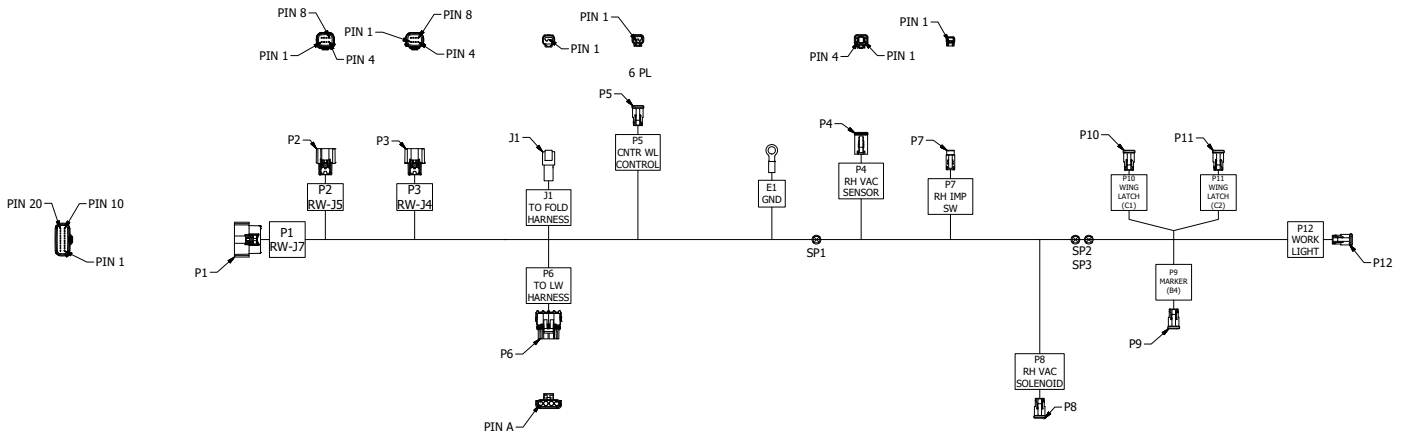 PIN 8
PIN 1
PIN 4
PIN 8
PIN 1
PIN 4
PIN 1
PIN 1
6 PL
PIN 4
PIN 1
PIN 1
P2
P2
RW-J5
P3
P3
RW-J4
J1
J1
TO FOLD
HARNESS
P5
P5
CNTR WL
CONTROL
E1
GND
P4
P4
RH VAC
SENSOR
P7
P7
RH IMP
SW
P10
P10
WING
LATCH
(C1)
P11
P11
WING
LATCH
(C2)
PIN 20
PIN 10
PIN 1
P1
P1
RW-J7
SP1
SP2
SP3
P12
WORK
LIGHT
P12
P6
TO LW
HARNESS
P6
PIN A
P9
MARKER
(B4)
P9
P8
RH VAC
SOLENOID
P8